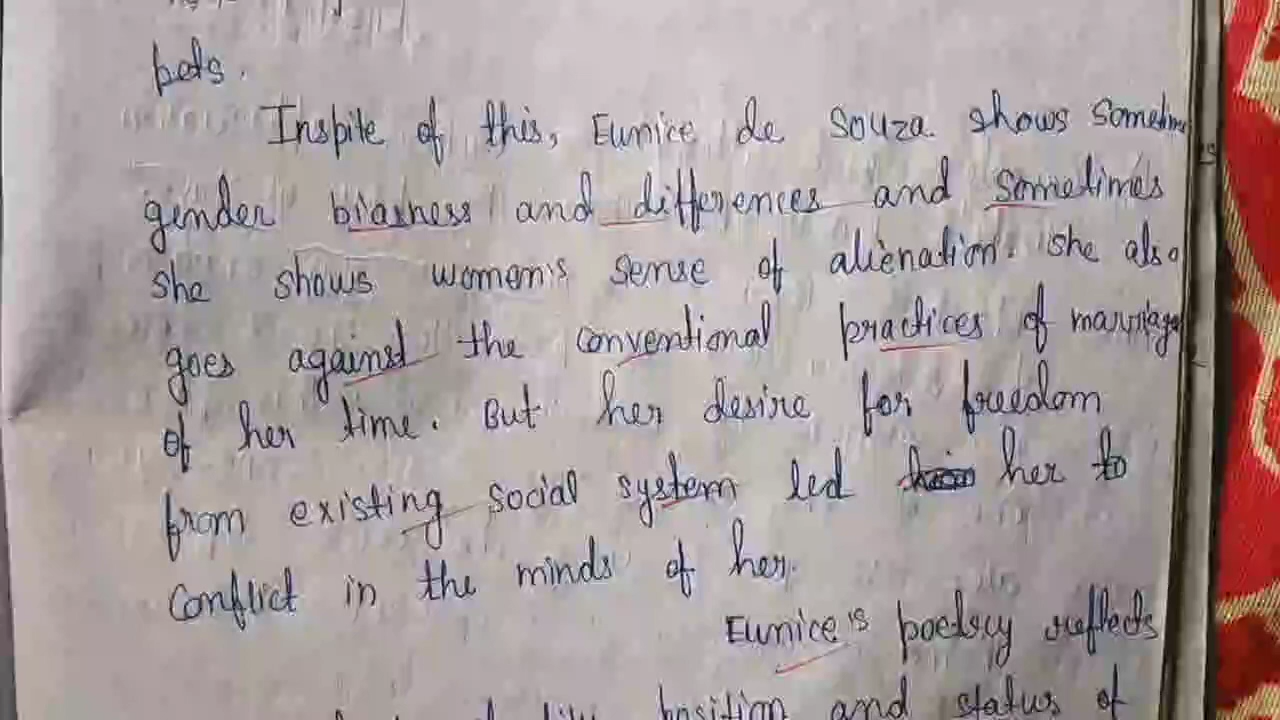 pets.
Inspite of this, Eunice de Souza shows
gender biasness and differences and sometimes
she shows women's sense of alienation. She also
goes against the conventional practices of marriage
of her time. But her desire for freedom
from existing social system led her to
conflict in the minds of her.
Eunice's poetry reflects
position and status of